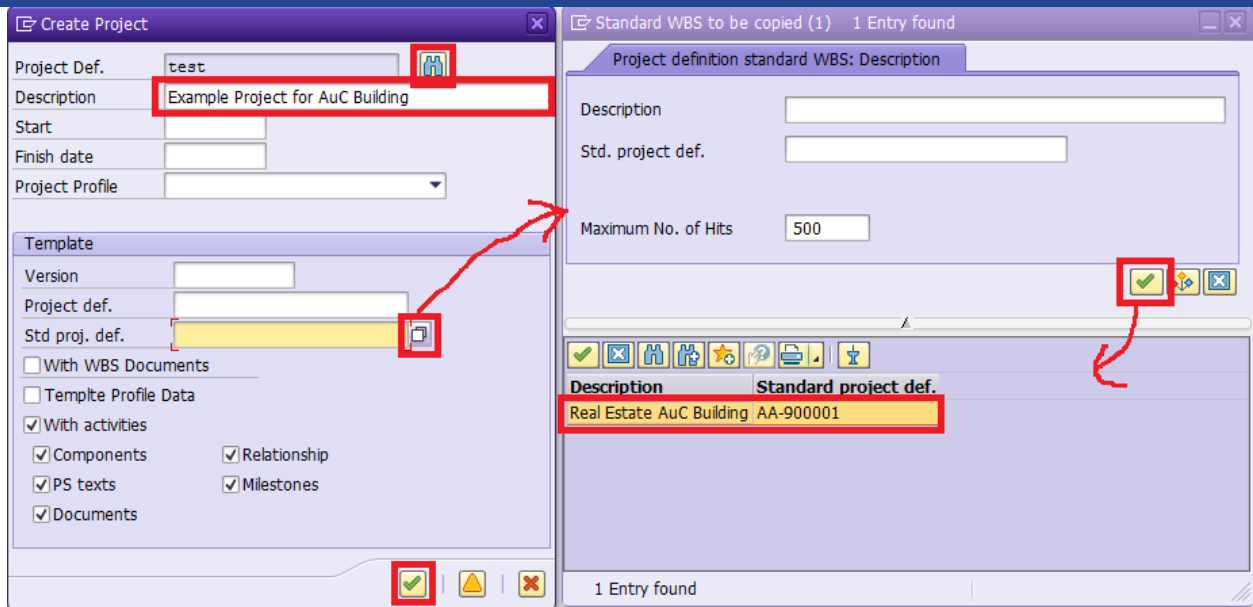 Create Project
Project Def. test
Description Example Project for AuC Building
Start
Finish date
Project Profile
Template
Version
Project def.
Std proj. def.
With WBS Documents
Templte Profile Data
With activities
Components Relationship
PS texts Milestones
Documents
Standard WBS to be copied (1) 1 Entry found
Project definition standard WBS: Description
Description
Std. project def.
Maximum No. of Hits 500
Description Standard project def.
Real Estate AuC Building AA-900001
1 Entry found